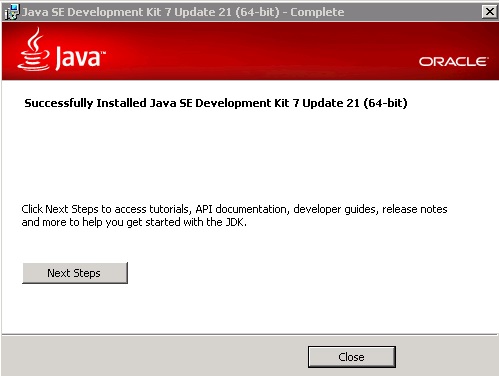 Java SE Development Kit 7 Update 21 (64-bit) - Complete
Java™
ORACLE®
Successfully Installed Java SE Development Kit 7 Update 21 (64-bit)
Click Next Steps to access tutorials, API documentation, developer guides, release notes
and more to help you get started with the JDK.
Next Steps
Close